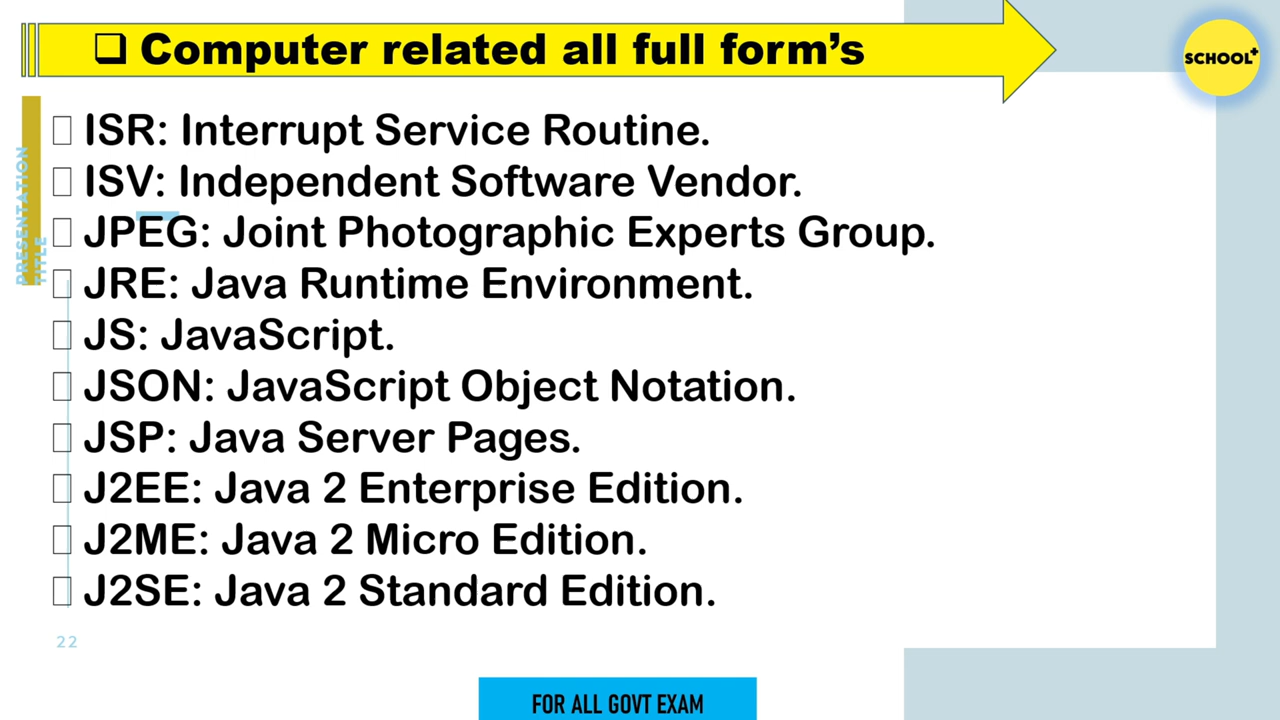 ❑ Computer related all full form’s
SCHOOL+
PRESENTATION
TITLE
ISR: Interrupt Service Routine.
ISV: Independent Software Vendor.
JPEG: Joint Photographic Experts Group.
JRE: Java Runtime Environment.
JS: JavaScript.
JSON: JavaScript Object Notation.
JSP: Java Server Pages.
J2EE: Java 2 Enterprise Edition.
J2ME: Java 2 Micro Edition.
J2SE: Java 2 Standard Edition.
22
FOR ALL GOVT EXAM